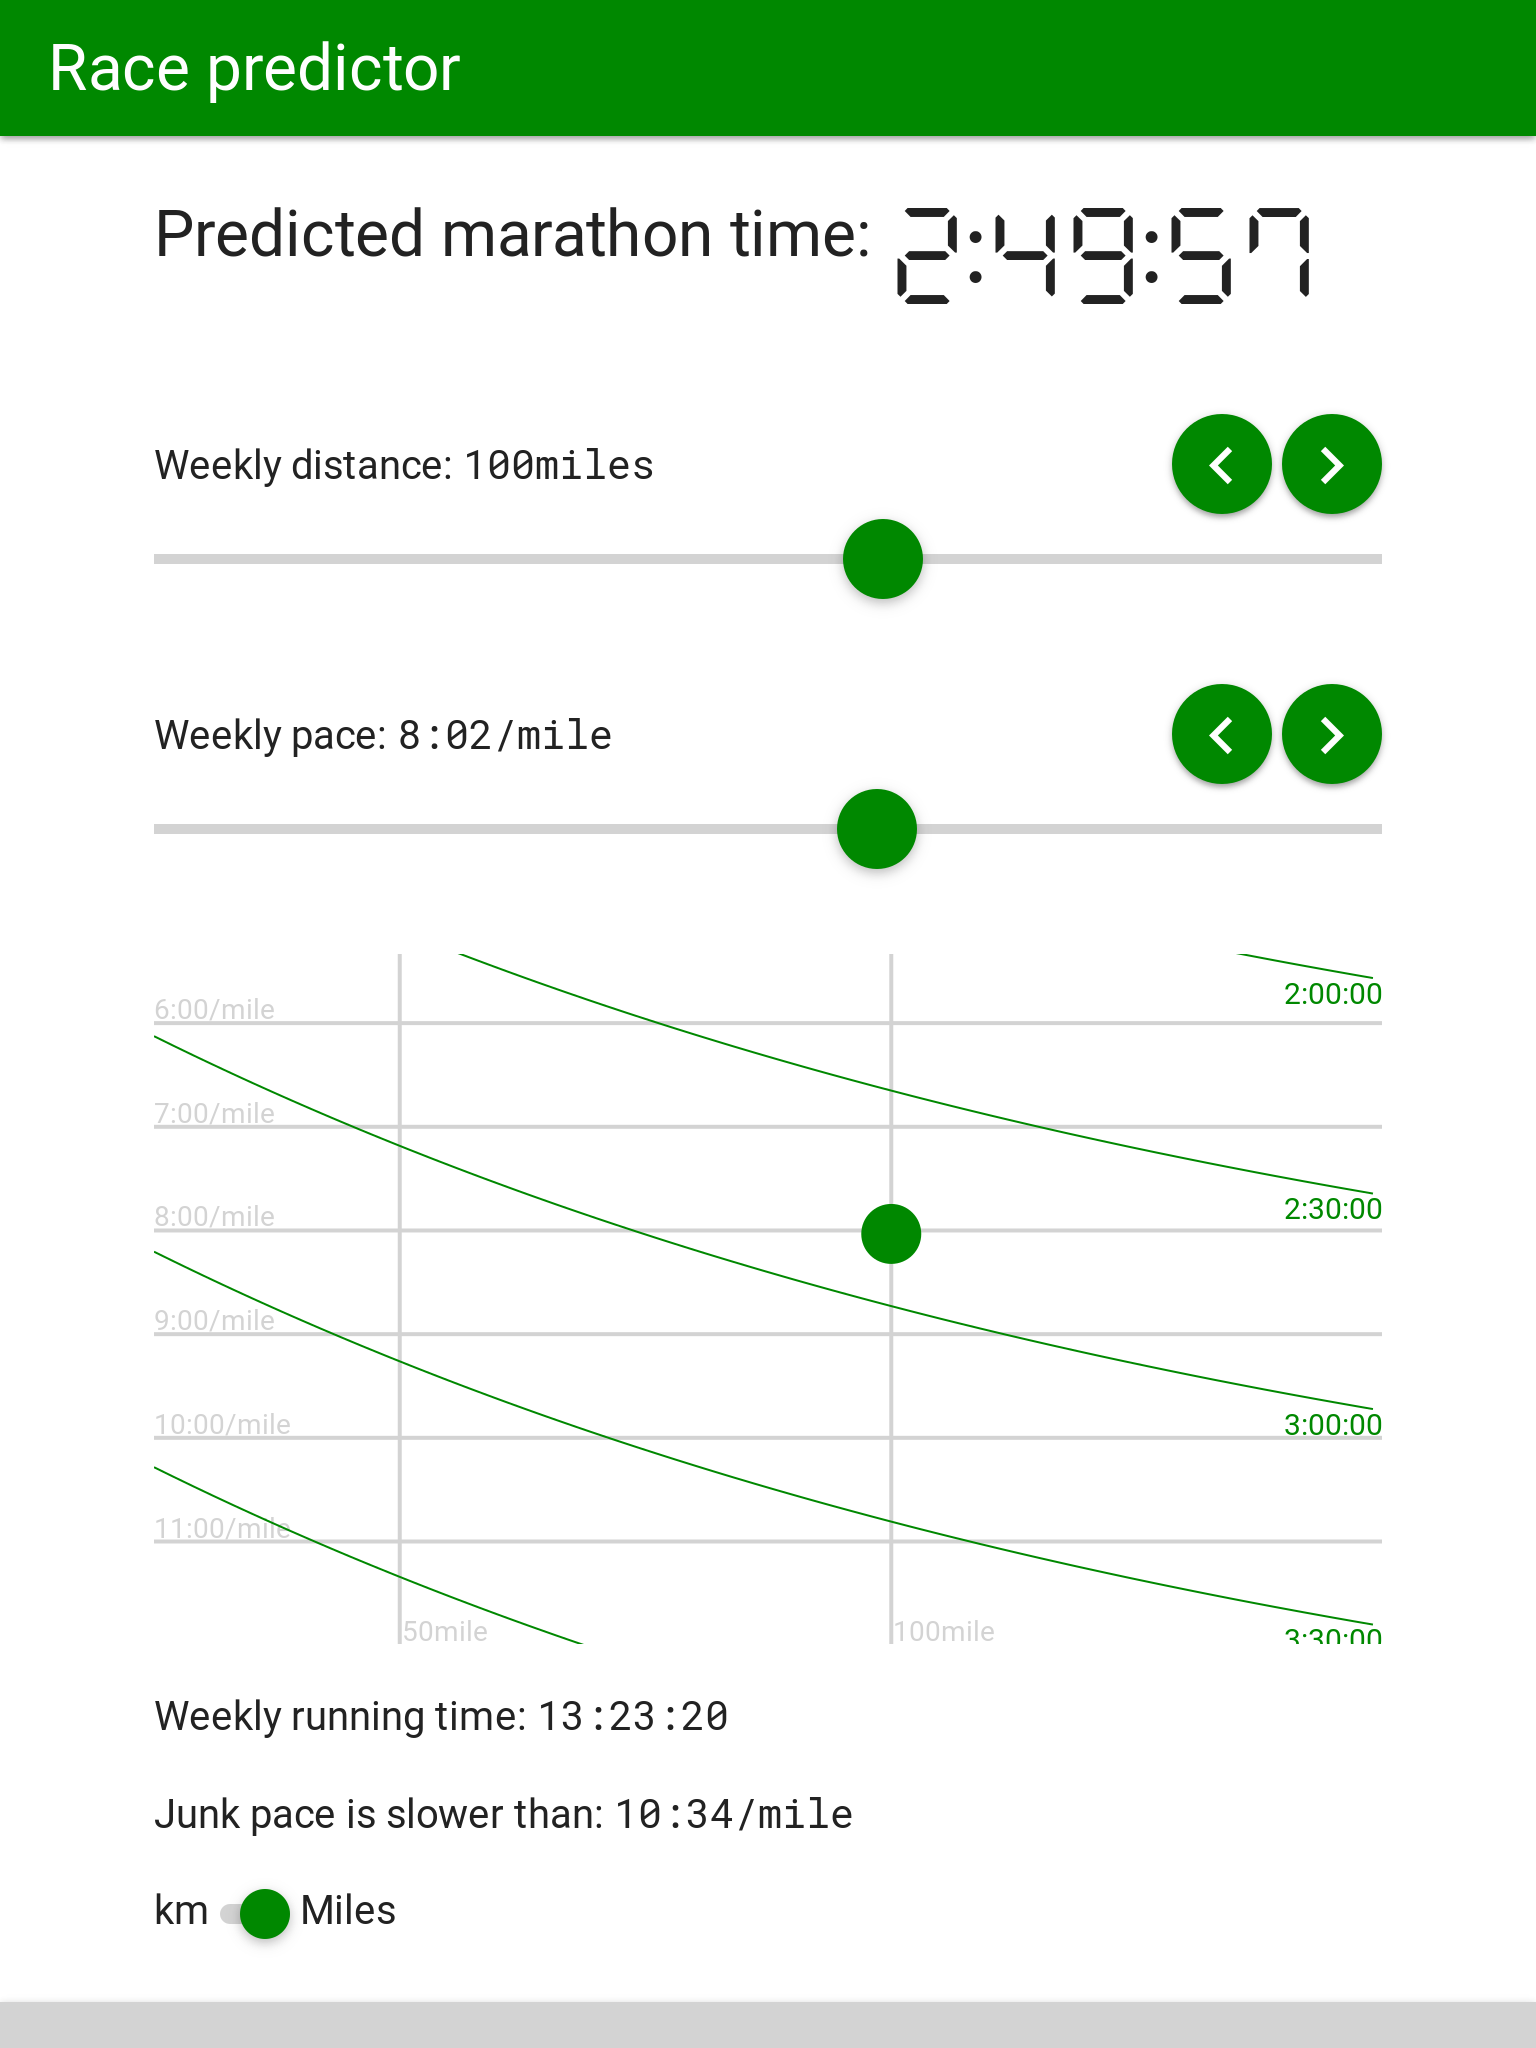 Race predictor
Predicted marathon time: 2:49:57
Weekly distance: 100miles
Weekly pace: 8:02/mile
2:00:00
6:00/mile
7:00/mile
2:30:00
8:00/mile
9:00/mile
3:00:00
10:00/mile
11:00/mile
50mile
100mile
3:30:00
Weekly running time: 13:23:20
Junk pace is slower than: 10:34/mile
km Miles